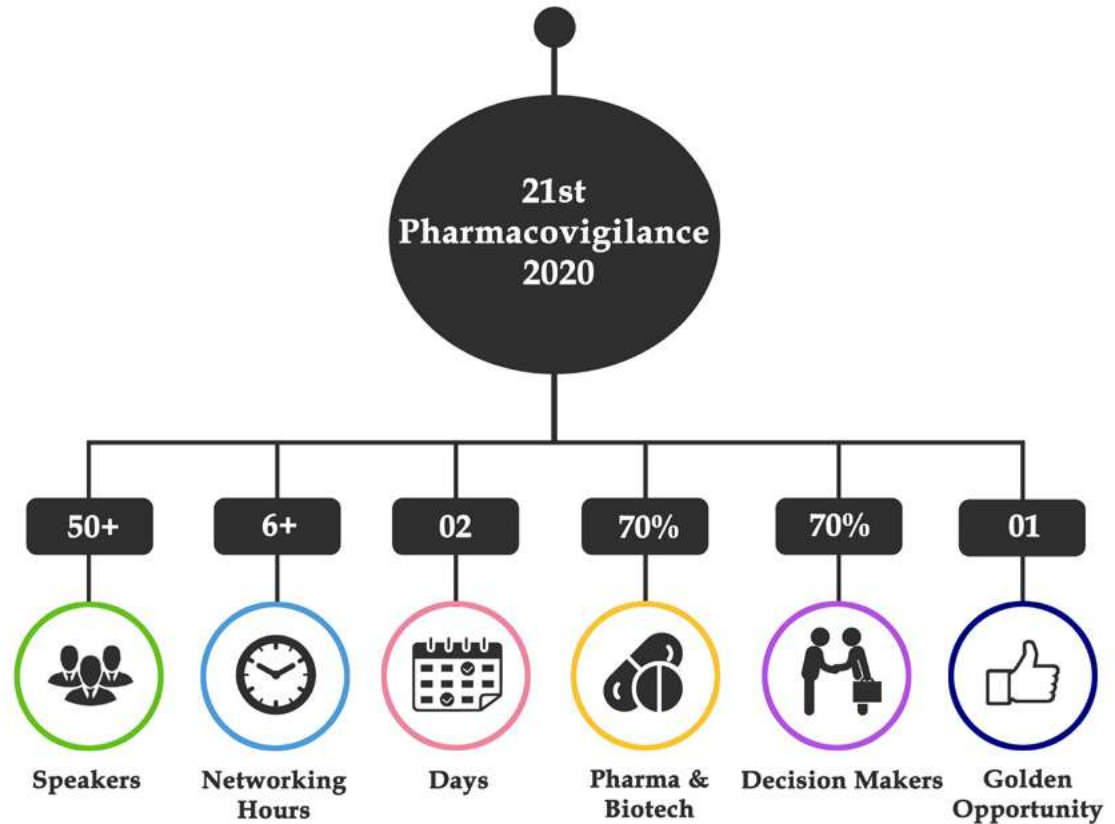 21st
Pharmacovigilance
2020
50+
6+
02
70%
70%
01
Speakers
Networking
Hours
Days
Pharma &
Biotech
Decision Makers
Golden
Opportunity